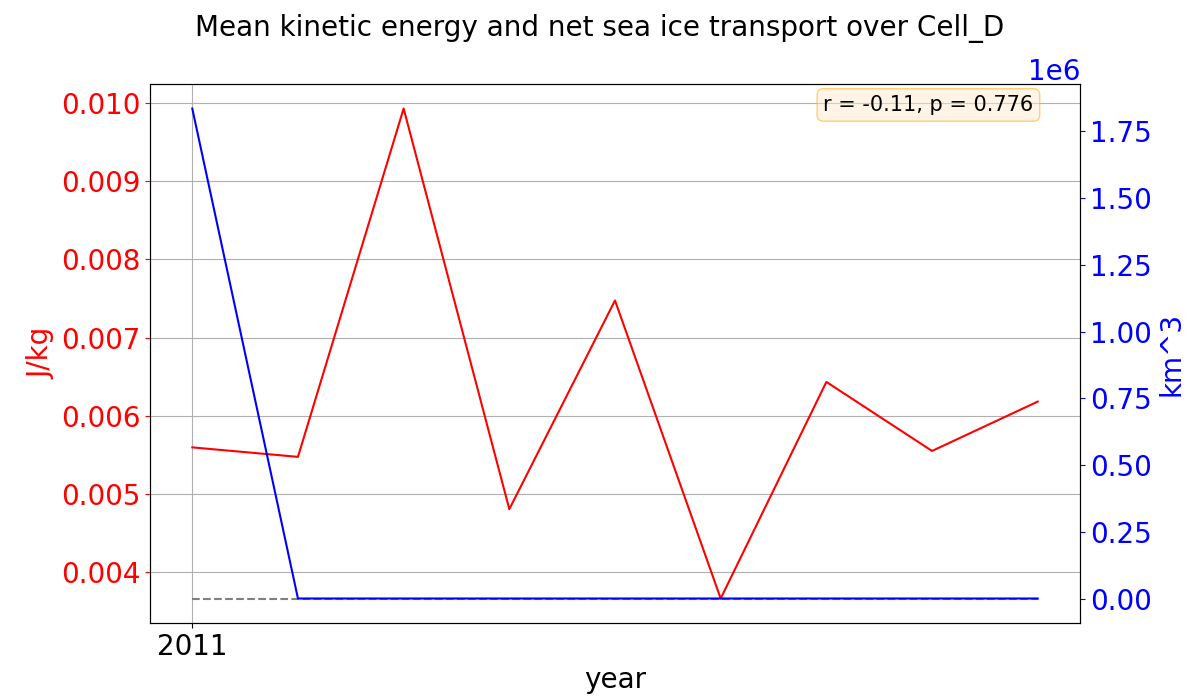 Mean kinetic energy and net sea ice transport over Cell_D
1e6
r = -0.11, p = 0.776
0.010
0.009
0.008
0.007
0.006
0.005
0.004
J/kg
1.75
1.50
1.25
1.00
0.75
0.50
0.25
0.00
km^3
2011
year